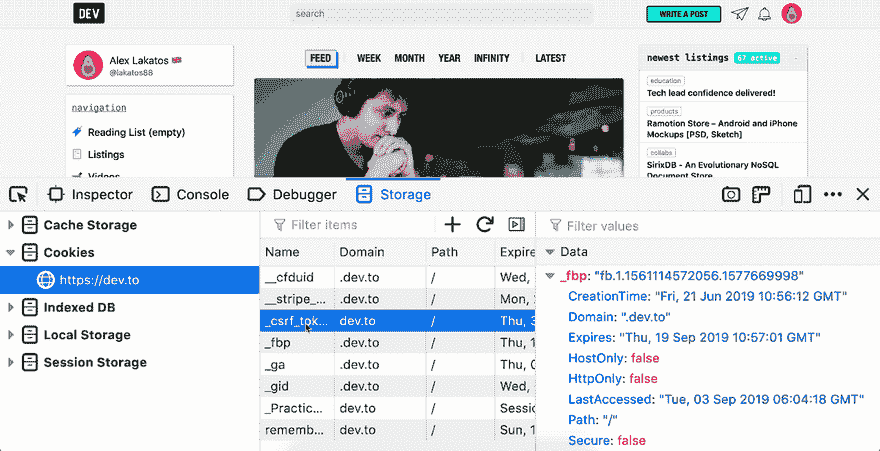 DEV
search
WRITE A POST
Alex Lakatos
@lakatos88
navigation
Reading List (empty)
Listings
FEED WEEK MONTH YEAR INFINITY LATEST
newest listings 67 active
education
Tech lead confidence delivered!
products
Ramotion Store – Android and iPhone
Mockups [PSD, Sketch]
collabs
SirixDB - An Evolutionary NoSQL
Document Store
Inspector Console Debugger Storage
Cache Storage
Cookies
https://dev.to
Indexed DB
Local Storage
Session Storage
Filter items
Name Domain Path Expire
__cfduid .dev.to / Wed,
__stripe_... .dev.to / Mon,
_csrf_tok... dev.to / Thu, 3
_fbp .dev.to / Thu, 1
_ga .dev.to / Thu, 0
_gid .dev.to / Wed,
_Practic... dev.to / Sessic
rememb... dev.to / Sun, 1
Filter values
Data
_fbp: "fb.1.1561114572056.1577669998"
CreationTime: "Fri, 21 Jun 2019 10:56:12 GMT"
Domain: ".dev.to"
Expires: "Thu, 19 Sep 2019 10:57:01 GMT"
HostOnly: false
HttpOnly: false
LastAccessed: "Tue, 03 Sep 2019 06:04:18 GMT"
Path: "/"
Secure: false